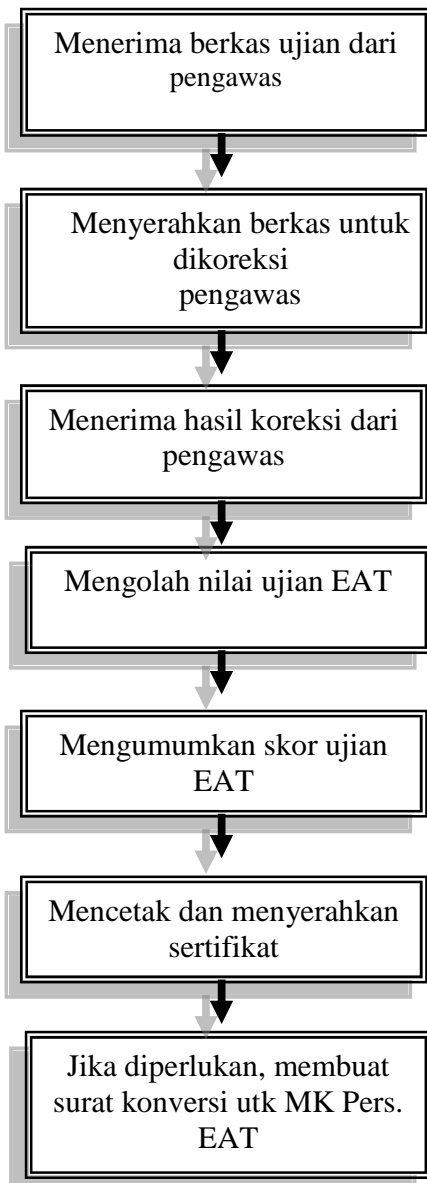 Menerima berkas ujian dari
pengawas
Menyerahkan berkas untuk
dikoreksi
pengawas
Menerima hasil koreksi dari
pengawas
Mengolah nilai ujian EAT
Mengumumkan skor ujian
EAT
Mencetak dan menyerahkan
sertifikat
Jika diperlukan, membuat
surat konversi utk MK Pers.
EAT